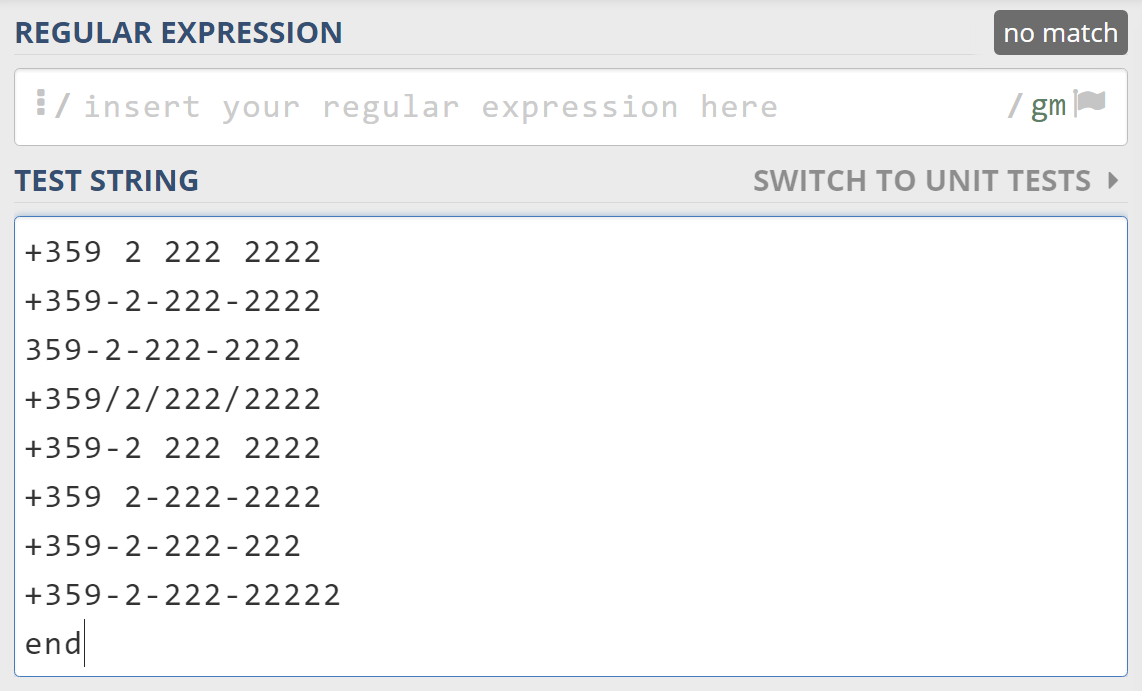 REGULAR EXPRESSION no match
/ insert your regular expression here / gm
TEST STRING SWITCH TO UNIT TESTS
+359 2 222 2222
+359-2-222-2222
359-2-222-2222
+359/2/222/2222
+359-2 222 2222
+359 2-222-2222
+359-2-222-222
+359-2-222-22222
end